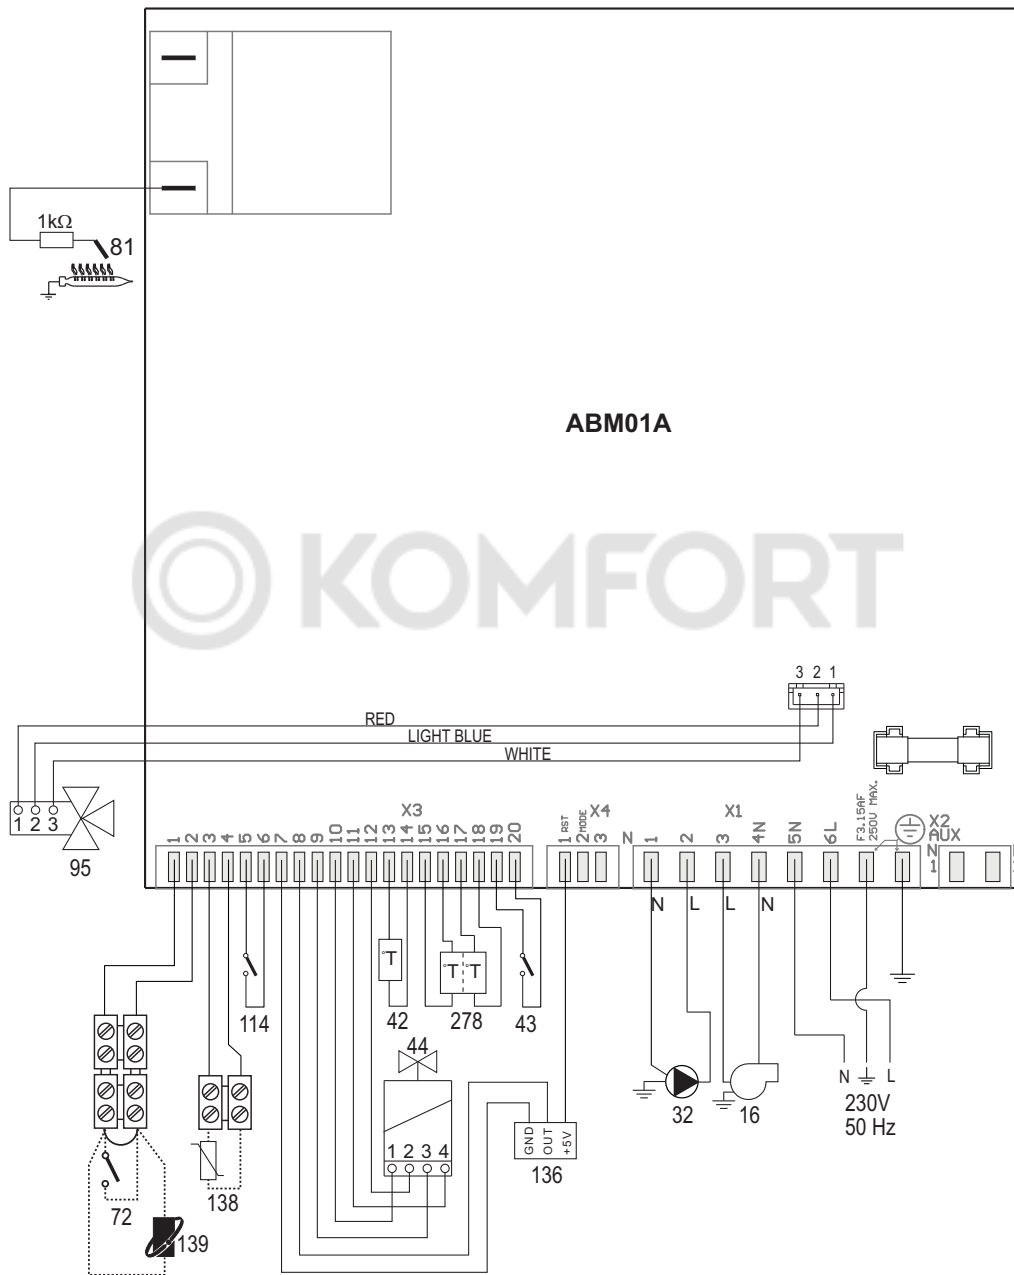 1kΩ
81
ABM01A
KOMFORT
3 2 1
RED
LIGHT BLUE
WHITE
1 2 3
95
X3
1 2 3 4 5 6 7 8 9 10 11 12 13 14 15 16 17 18 19 20
X4
1 RST
2 MODE
3
N
X1
1 2 3 4N 5N 6L
F3.15AF
250V MAX.
X2
AUX
N
1
N L L N
°T
°T °T
114
42
278
43
44
1 2 3 4
GND
OUT
+5V
136
32
16
N L
230V
50 Hz
72
138
139